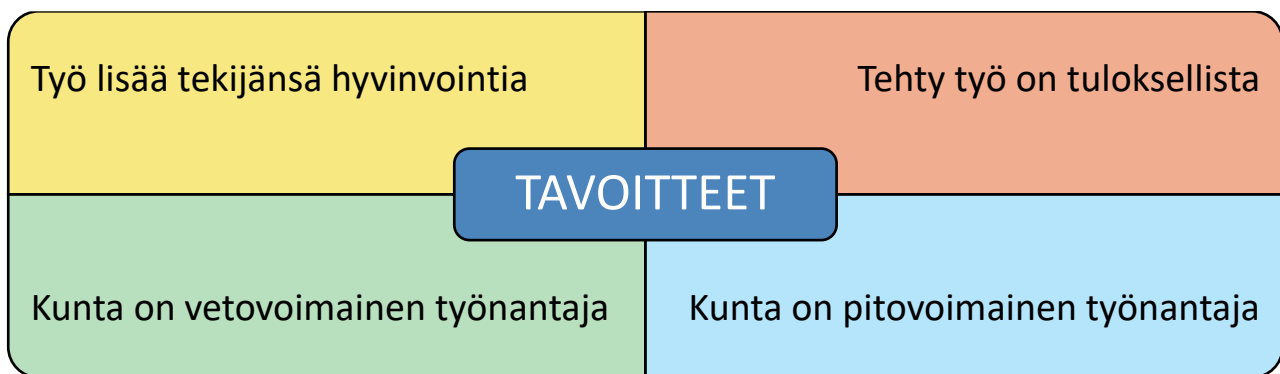 Työ lisää tekijänsä hyvinvointia
Tehty työ on tuloksellista
TAVOITTEET
Kunta on vetovoimainen työnantaja
Kunta on pitovoimainen työnantaja